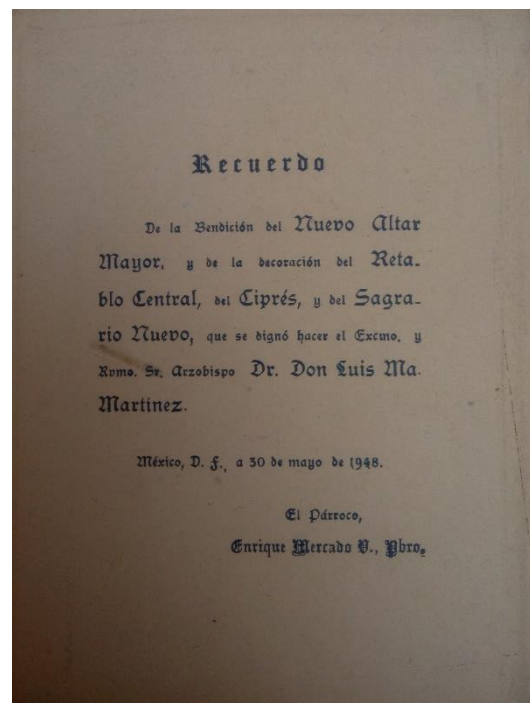 Recuerdo
De la Bendición del Nuevo Altar
Mayor, y de la decoración del Reta-
blo Central, del Ciprés, y del Sagra-
rio Nuevo, que se dignó hacer el Excmo. y
Rvmo. Sr. Arzobispo Dr. Don Luis Ma.
Martinez.
México, D. F., a 30 de mayo de 1948.
El Párroco,
Enrique Mercado V., Pbro.